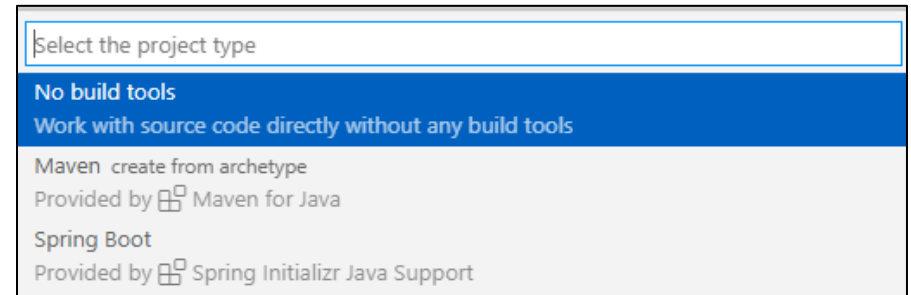 Select the project type
No build tools
Work with source code directly without any build tools
Maven create from archetype
Provided by Maven for Java
Spring Boot
Provided by Spring Initializr Java Support